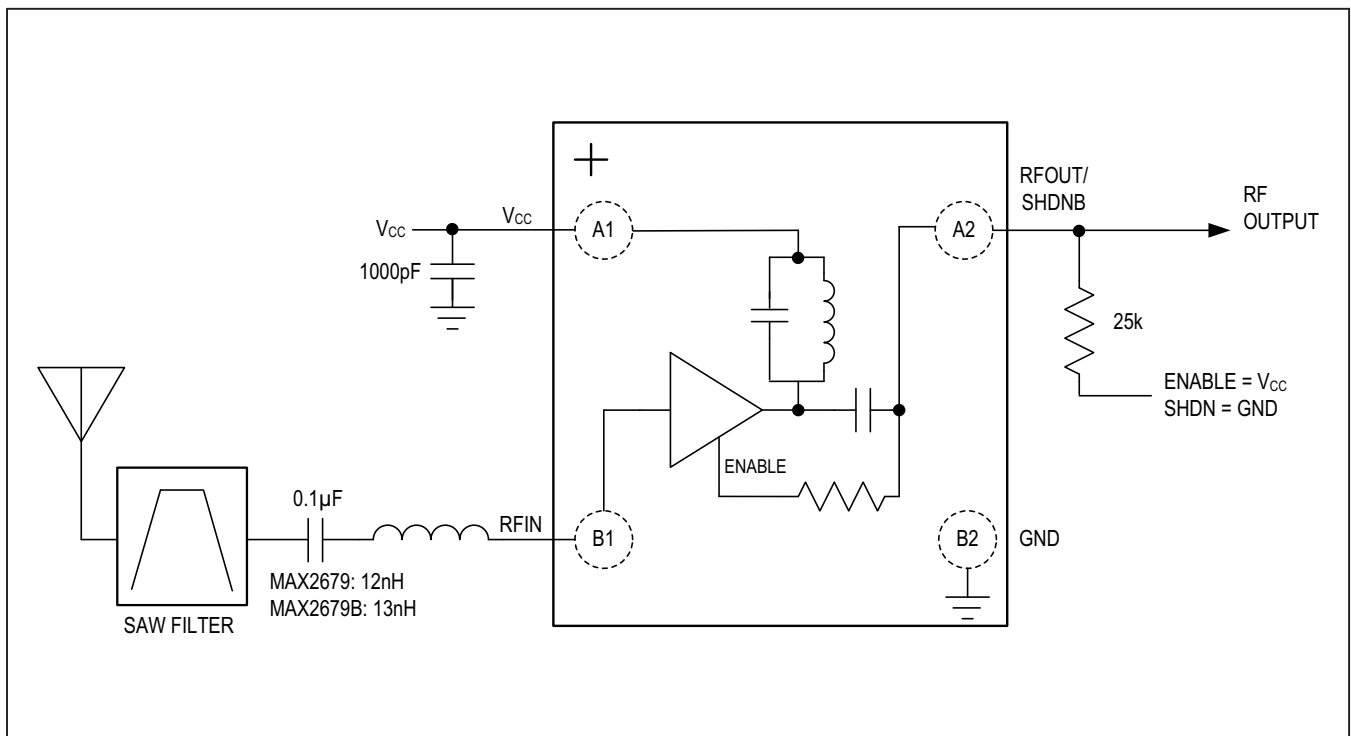 RFOUT/
SHDNB
RF
OUTPUT
VCC
VCC
A1
A2
1000pF
25k
ENABLE = VCC
SHDN = GND
ENABLE
0.1µF
RFIN
B1
B2
GND
MAX2679: 12nH
MAX2679B: 13nH
SAW FILTER